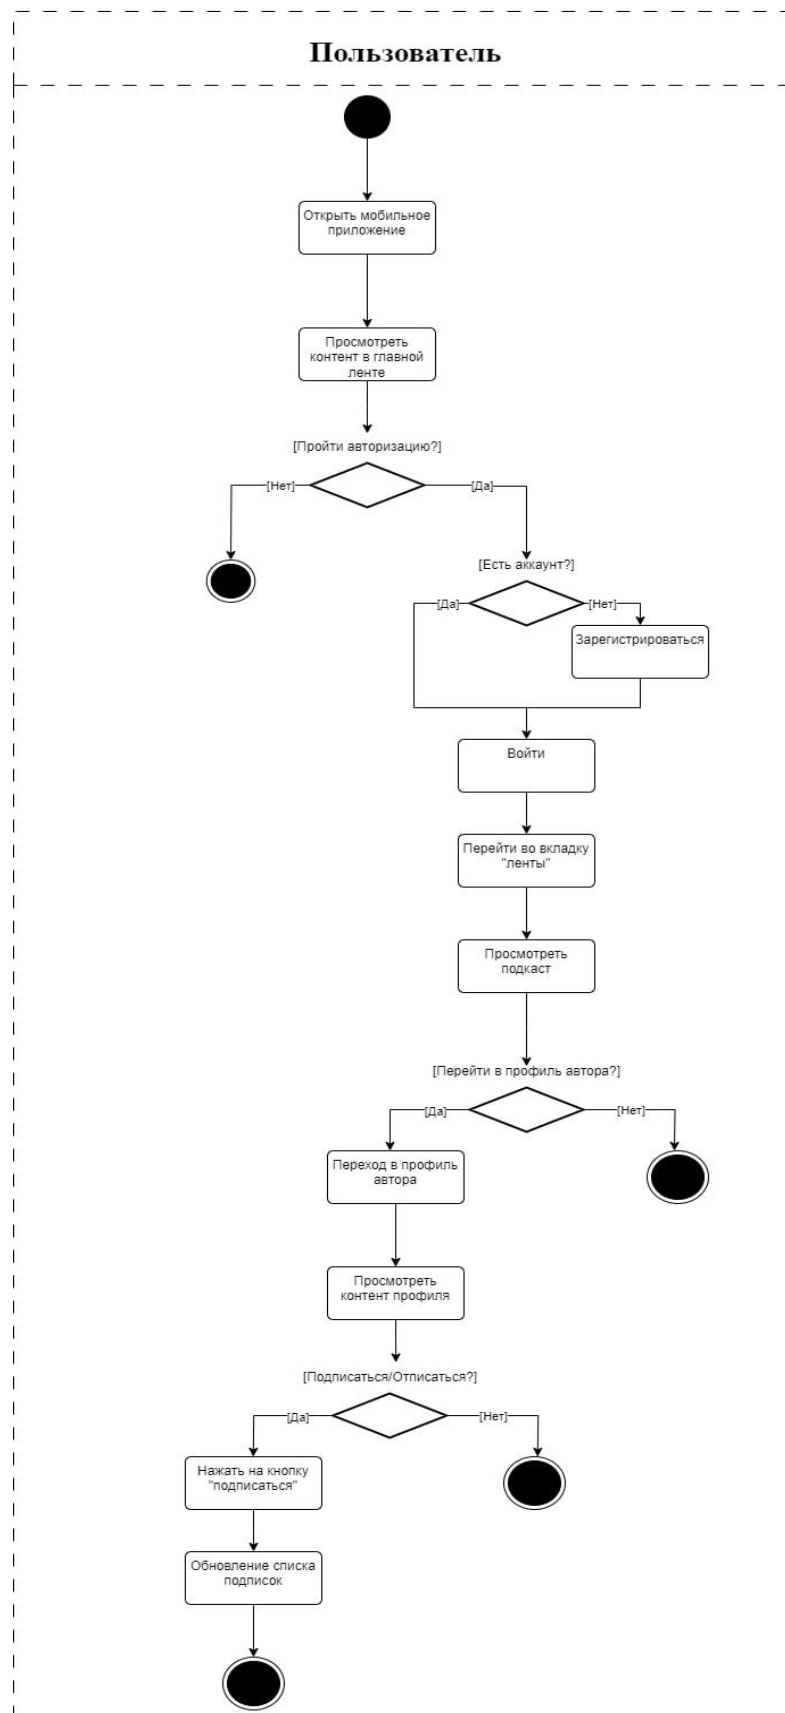 Пользователь
Открыть мобильное
приложение
Просмотреть
контент в главной
ленте
[Пройти авторизацию?]
[Нет]
[Да]
[Есть аккаунт?]
[Да]
[Нет]
Зарегистрироваться
Войти
Перейти во вкладку
"ленты"
Просмотреть
подкаст
[Перейти в профиль автора?]
[Да]
[Нет]
Переход в профиль
автора
Просмотреть
контент профиля
[Подписаться/Отписаться?]
[Да]
[Нет]
Нажать на кнопку
"подписаться"
Обновление списка
подписок